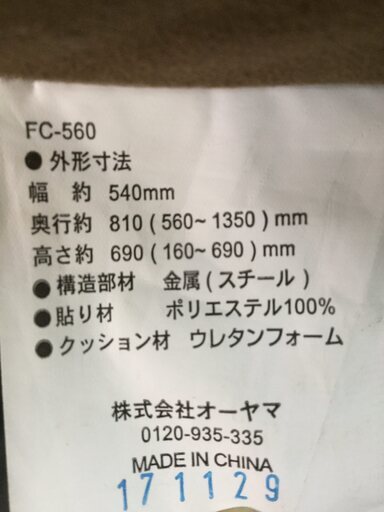 FC-560
●外形寸法
幅 約 540mm
奥行約 810 ( 560~ 1350 ) mm
高さ約 690 ( 160~ 690 ) mm
●構造部材 金属 ( スチール )
●貼り材 ポリエステル100%
●クッション材 ウレタンフォーム
株式会社オーヤマ
0120-935-335
MADE IN CHINA
171129